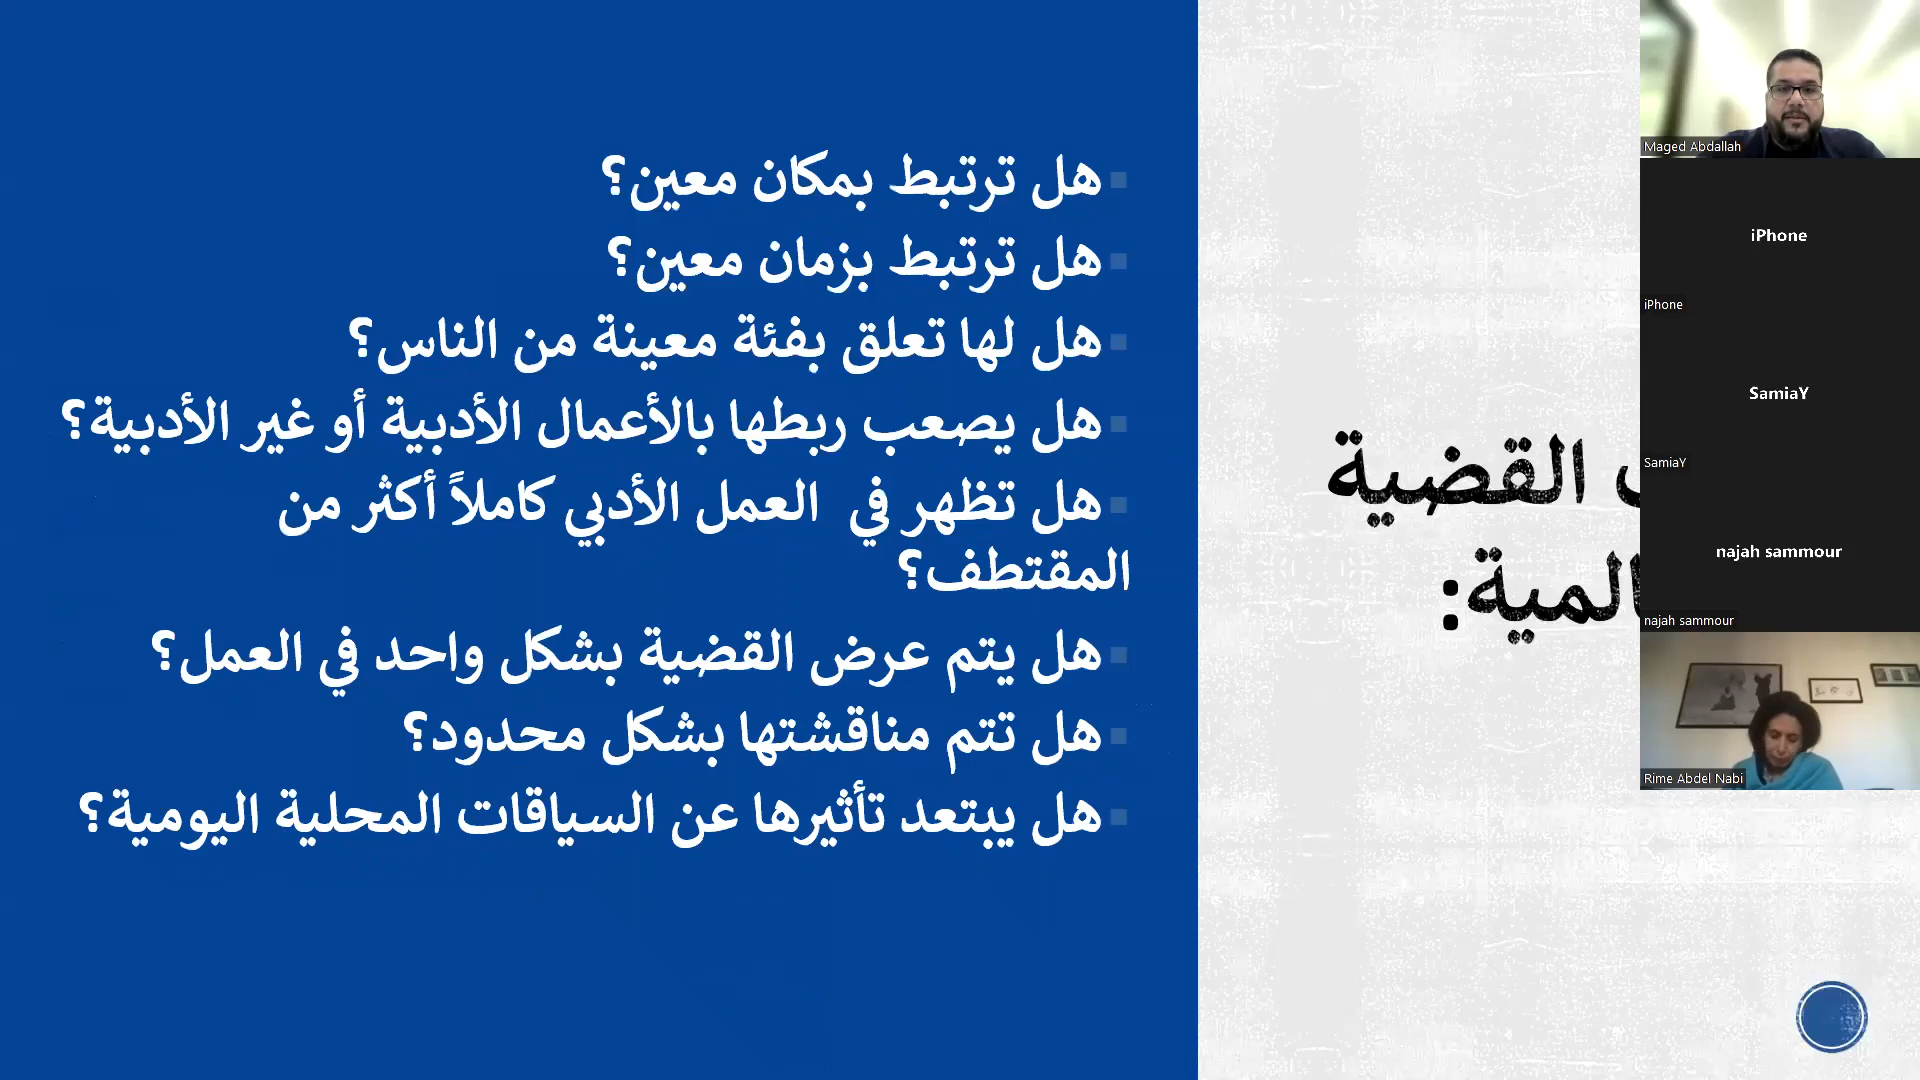 هل ترتبط بمكان معين؟
هل ترتبط بزمان معين؟
هل لها تعلق بفئة معينة من الناس؟
هل يصعب ربطها بالأعمال الأدبية أو غير الأدبية؟
هل تظهر في العمل الأدبي كاملاً أكثر من
المقتطف؟
هل يتم عرض القضية بشكل واحد في العمل؟
هل تتم مناقشتها بشكل محدود؟
هل يبتعد تأثيرها عن السياقات المحلية اليومية؟
القضية
Maged Abdallah
iPhone
iPhone
SamiaY
SamiaY
najah sammour
najah sammour
Rime Abdel Nabi